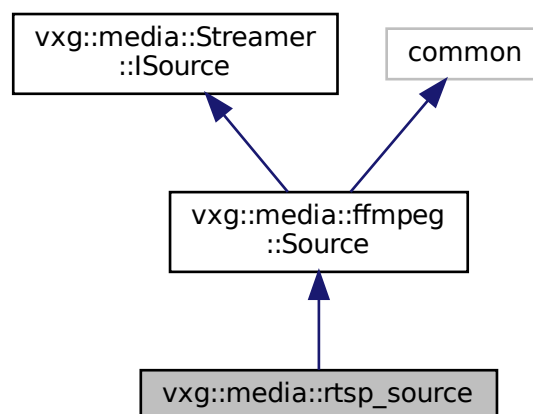 vxg::media::Streamer
::ISource
common
vxg::media::ffmpeg
::Source
vxg::media::rtsp_source